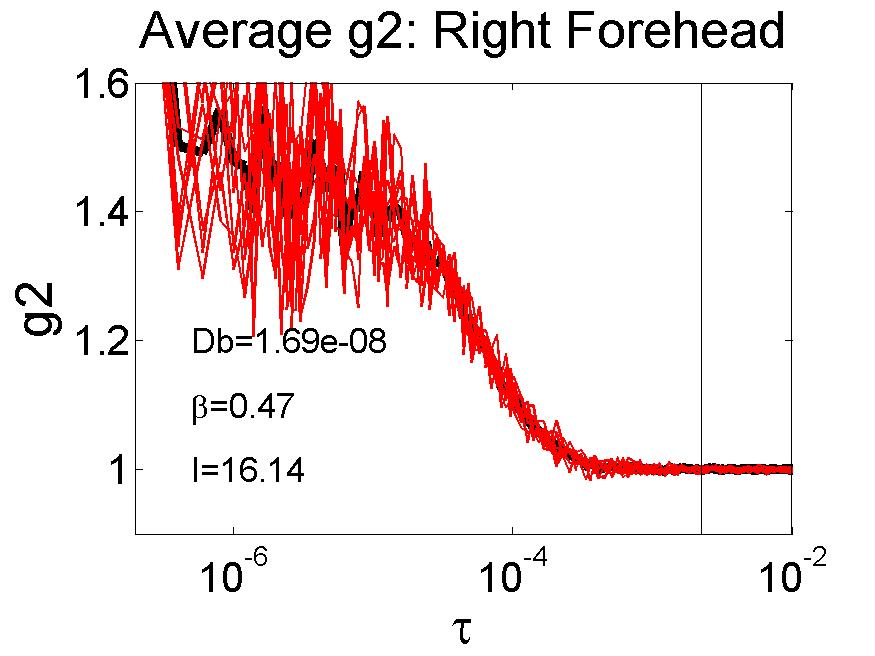 Average g2: Right Forehead
1.6
1.4
1.2
1
g2
Db=1.69e-08
β=0.47
I=16.14
10^-6
10^-4
10^-2
τ